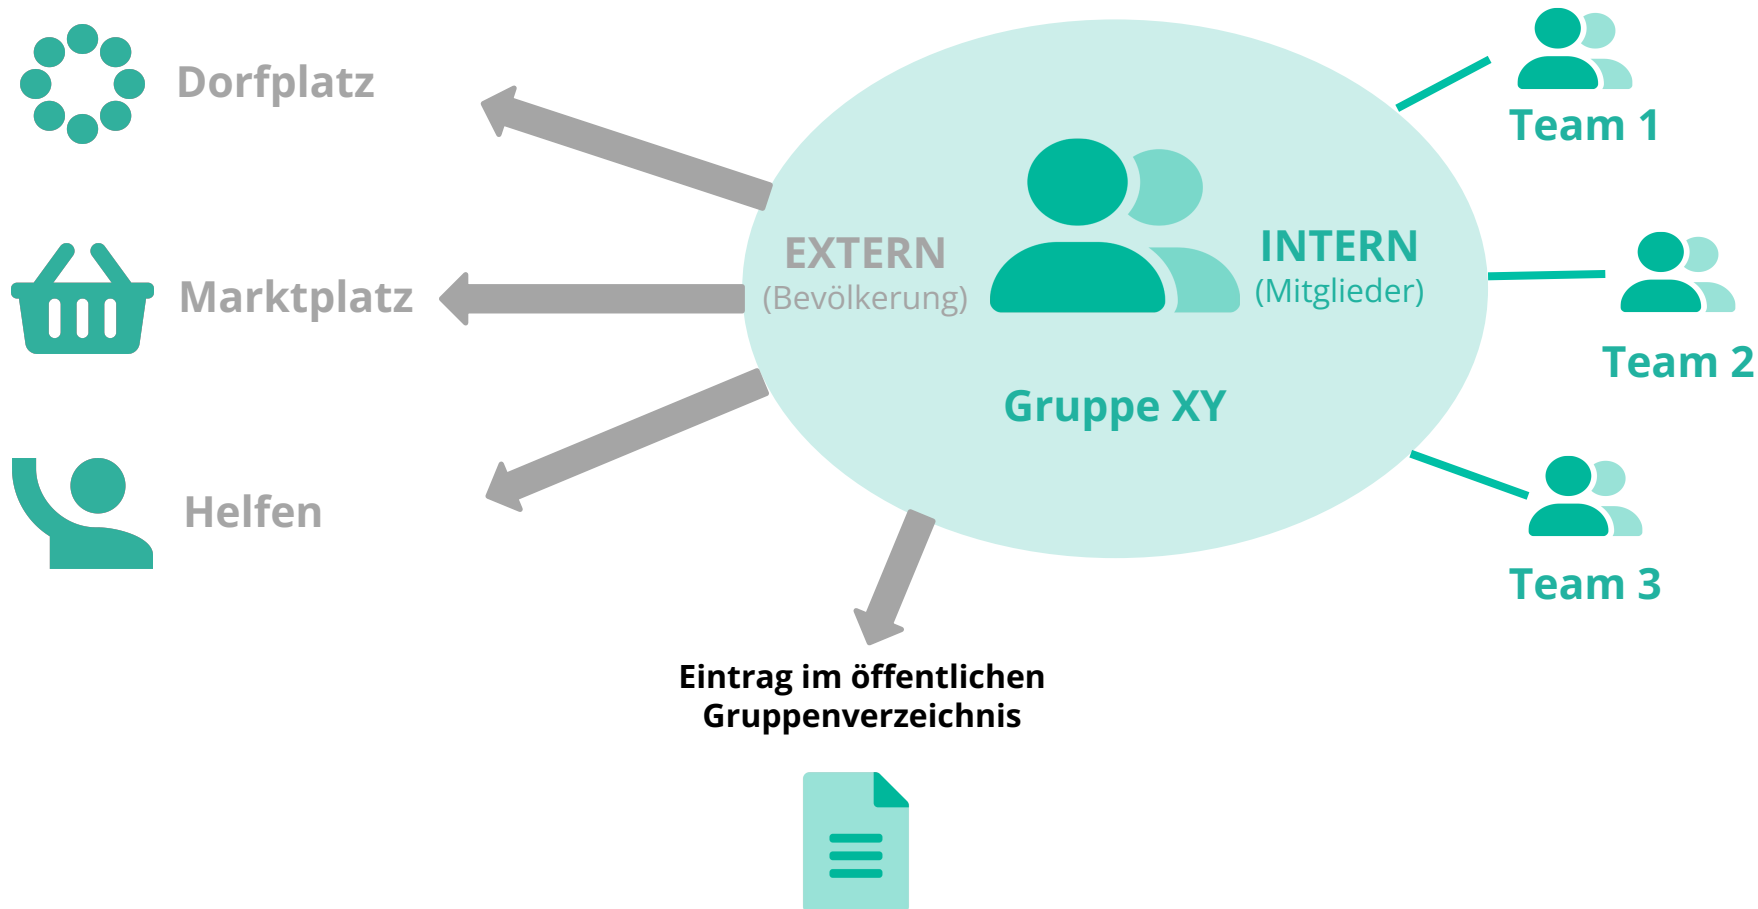 Dorfplatz
Marktplatz
Helfen
EXTERN
(Bevölkerung)
INTERN
(Mitglieder)
Gruppe XY
Team 1
Team 2
Team 3
Eintrag im öffentlichen
Gruppenverzeichnis